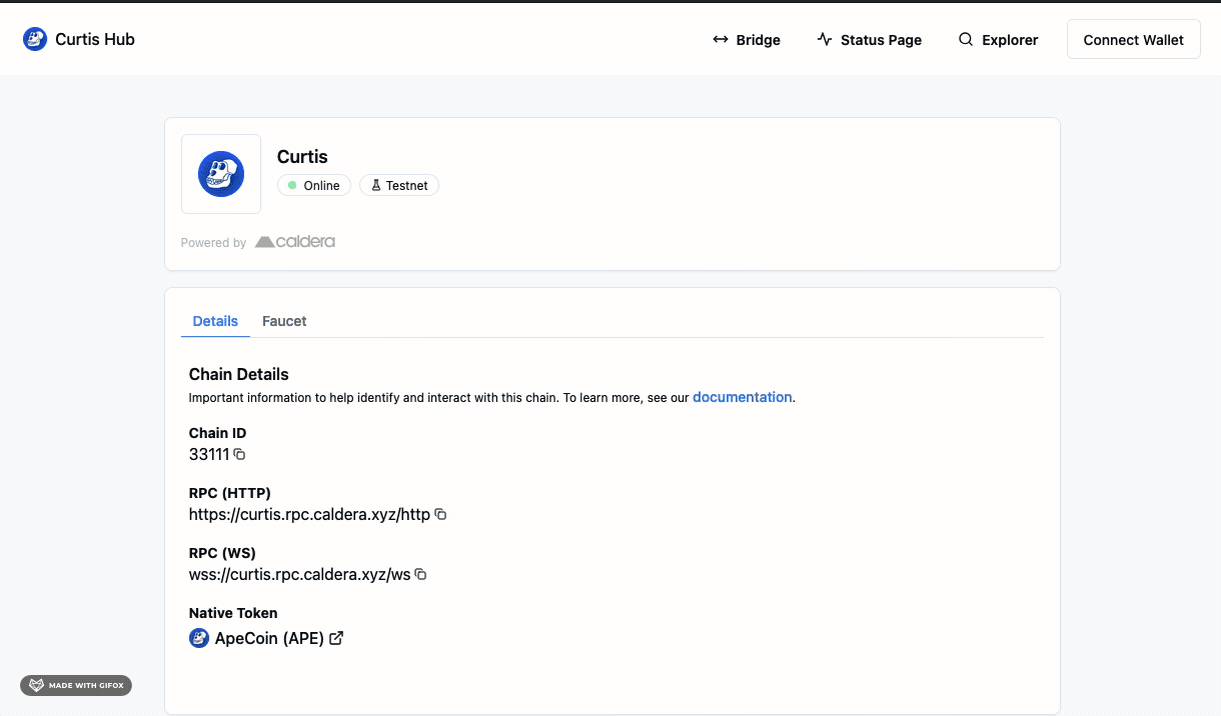 Curtis Hub
Bridge
Status Page
Explorer
Connect Wallet
Curtis
Online
Testnet
Powered by caldera
Details
Faucet
Chain Details
Important information to help identify and interact with this chain. To learn more, see our documentation.
Chain ID
33111
RPC (HTTP)
https://curtis.rpc.caldera.xyz/http
RPC (WS)
wss://curtis.rpc.caldera.xyz/ws
Native Token
ApeCoin (APE)
MADE WITH GIFOX